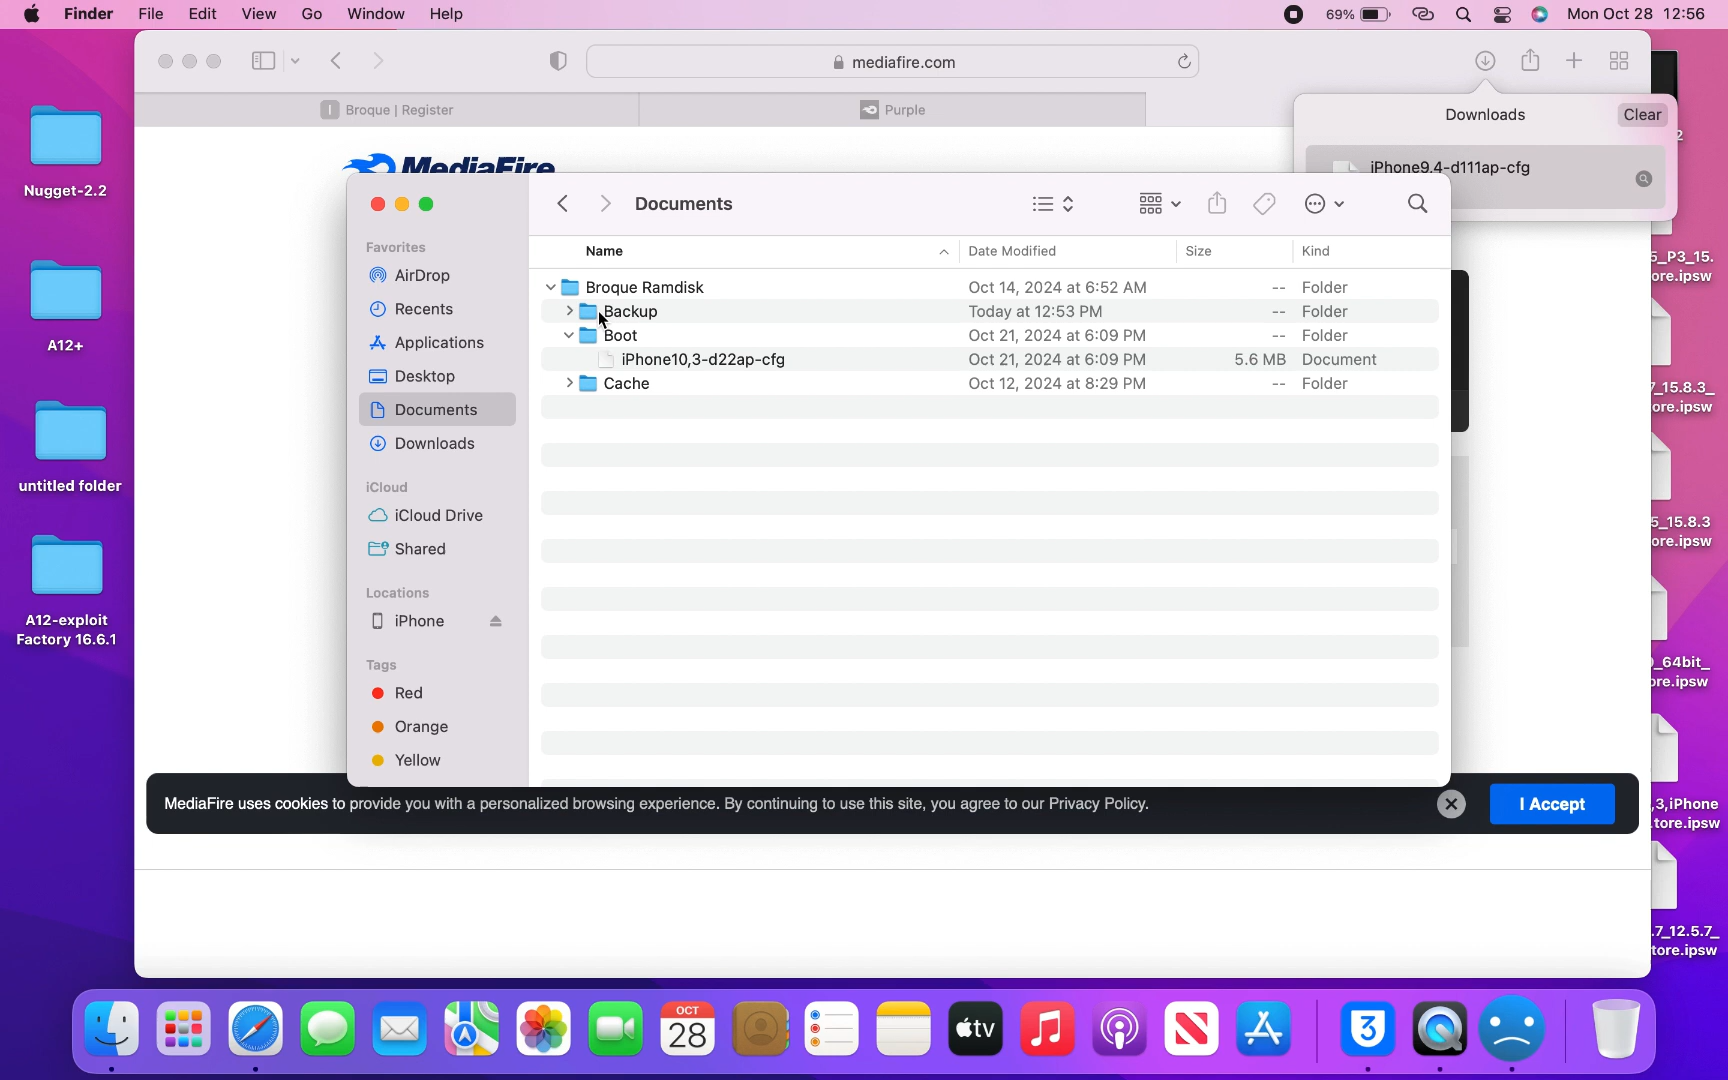 Finder File Edit View Go Window Help 69% Mon Oct 28 12:56
mediafire.com
Broque | Register Purple
Downloads Clear
iPhone9,4-d111ap-cfg
MediaFire
Documents
Name Date Modified Size Kind
Broque Ramdisk Oct 14, 2024 at 6:52 AM -- Folder
Backup Today at 12:53 PM -- Folder
Boot Oct 21, 2024 at 6:09 PM -- Folder
iPhone10,3-d22ap-cfg Oct 21, 2024 at 6:09 PM 5.6 MB Document
Cache Oct 12, 2024 at 8:29 PM -- Folder
Favorites
AirDrop
Recents
Applications
Desktop
Documents
Downloads
iCloud
iCloud Drive
Shared
Locations
iPhone
Tags
Red
Orange
Yellow
Nugget-2.2
A12+
untitled folder
A12-exploit
Factory 16.6.1
2
5_P3_15.
ore.ipsw
7_15.8.3_
ore.ipsw
5_15.8.3
ore.ipsw
_64bit_
ore.ipsw
,3,iPhone
tore.ipsw
.7_12.5.7_
tore.ipsw
MediaFire uses cookies to provide you with a personalized browsing experience. By continuing to use this site, you agree to our Privacy Policy.
I Accept
OCT
28
tv
3